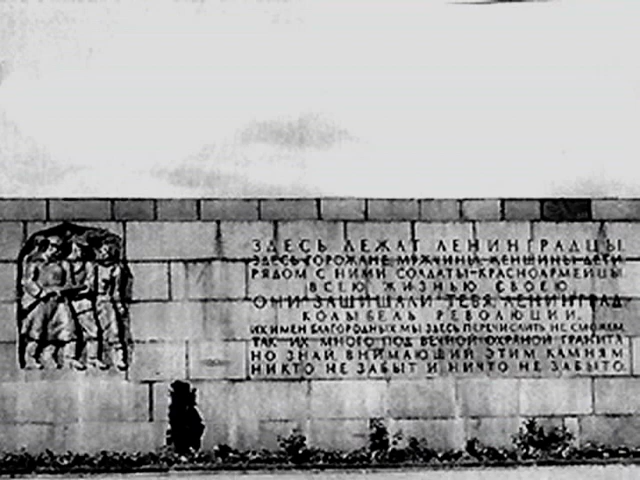 ЗДЕСЬ ЛЕЖАТ ЛЕНИНГРАДЦЫ
ЗДЕСЬ ГОРОЖАНЕ МУЖЧИНЫ ЖЕНЩИНЫ ДЕТИ
РЯДОМ С НИМИ СОЛДАТЫ-КРАСНОАРМЕЙЦЫ
ВСЕЮ ЖИЗНЬЮ СВОЕЮ
ОНИ ЗАЩИЩАЛИ ТЕБЯ ЛЕНИНГРАД
КОЛЫБЕЛЬ РЕВОЛЮЦИИ.
ИХ ИМЕН БЛАГОРОДНЫХ МЫ ЗДЕСЬ ПЕРЕЧИСЛИТЬ НЕ СМОЖЕМ
ТАК ИХ МНОГО ПОД ВЕЧНОЙ ОХРАНОЙ ГРАНИТА
НО ЗНАЙ ВНИМАЮЩИЙ ЭТИМ КАМНЯМ
НИКТО НЕ ЗАБЫТ И НИЧТО НЕ ЗАБЫТО.